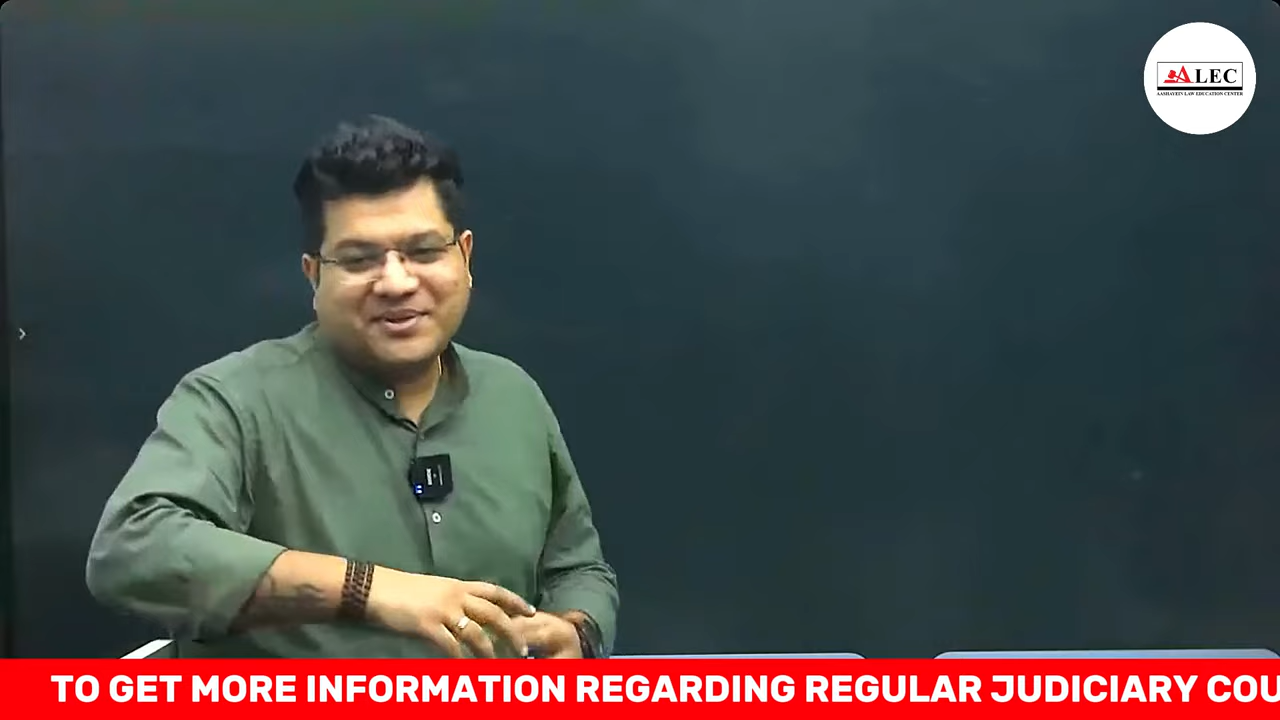 ALEC
AASHAYEIN LAW EDUCATION CENTER
TO GET MORE INFORMATION REGARDING REGULAR JUDICIARY COU